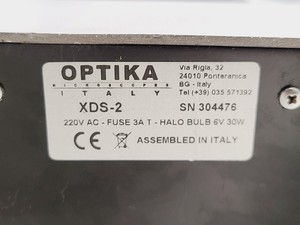 OPTIKA
MICROSCOPES
ITALY
Via Rigla, 32
24010 Ponteranica
BG - Italy
Tel (+39) 035 571392
XDS-2 SN 304476
220V AC - FUSE 3A T - HALO BULB 6V 30W
CE ASSEMBLED IN ITALY